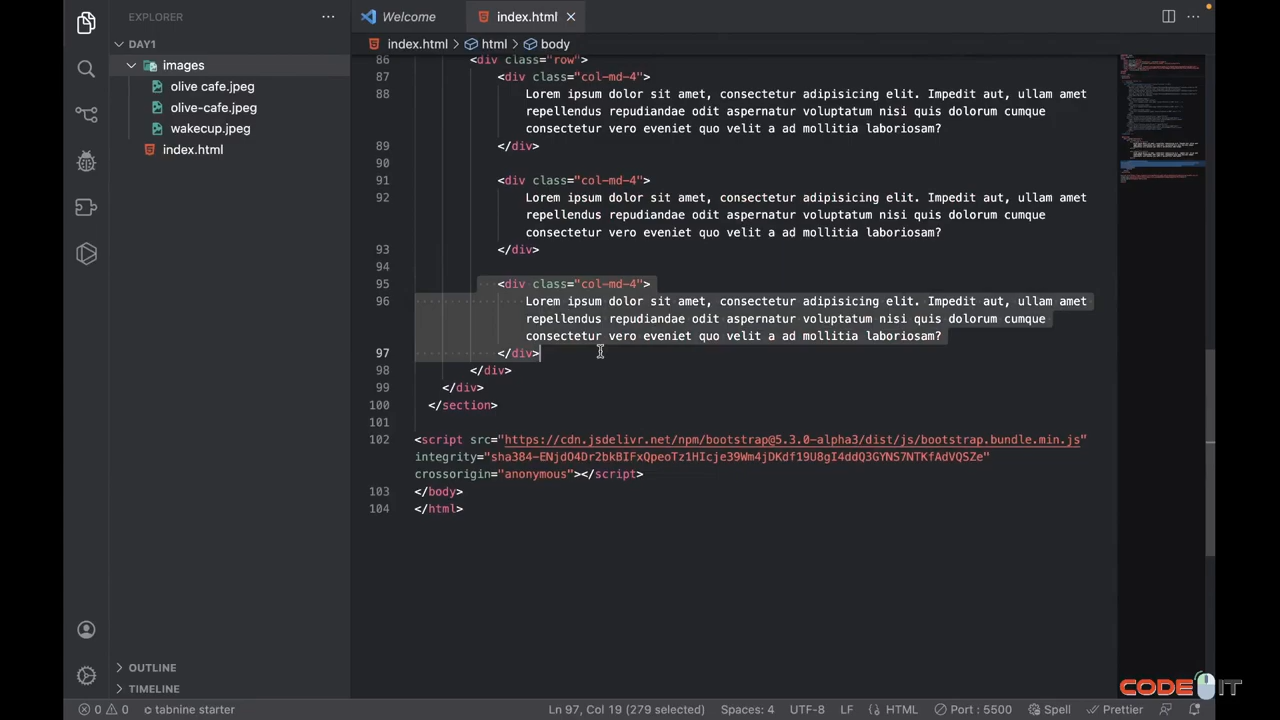 EXPLORER
Welcome
index.html
DAY1
index.html
html
body
images
olive cafe.jpeg
olive-cafe.jpeg
wakecup.jpeg
index.html
86 <div class="row">
87 <div class="col-md-4">
88 Lorem ipsum dolor sit amet, consectetur adipisicing elit. Impedit aut, ullam amet
repellendus repudiandae odit aspernatur voluptatum nisi quis dolorum cumque
consectetur vero eveniet quo velit a ad mollitia laboriosam?
89 </div>
90
91 <div class="col-md-4">
92 Lorem ipsum dolor sit amet, consectetur adipisicing elit. Impedit aut, ullam amet
repellendus repudiandae odit aspernatur voluptatum nisi quis dolorum cumque
consectetur vero eveniet quo velit a ad mollitia laboriosam?
93 </div>
94
95 <div class="col-md-4">
96 Lorem ipsum dolor sit amet, consectetur adipisicing elit. Impedit aut, ullam amet
repellendus repudiandae odit aspernatur voluptatum nisi quis dolorum cumque
consectetur vero eveniet quo velit a ad mollitia laboriosam?
97 </div>
98 </div>
99 </div>
100 </section>
101
102 <script src="https://cdn.jsdelivr.net/npm/bootstrap@5.3.0-alpha3/dist/js/bootstrap.bundle.min.js"
integrity="sha384-ENjdO4Dr2bkBIFxQpeoTz1HIcje39Wm4jDKdf19U8gI4ddQ3GYNS7NTKfAdVQSZe"
crossorigin="anonymous"></script>
103 </body>
104 </html>
OUTLINE
TIMELINE
0 0 tabnine starter
Ln 97, Col 19 (279 selected)
Spaces: 4
UTF-8
LF
HTML
Port : 5500
Spell
Prettier
CODE IT